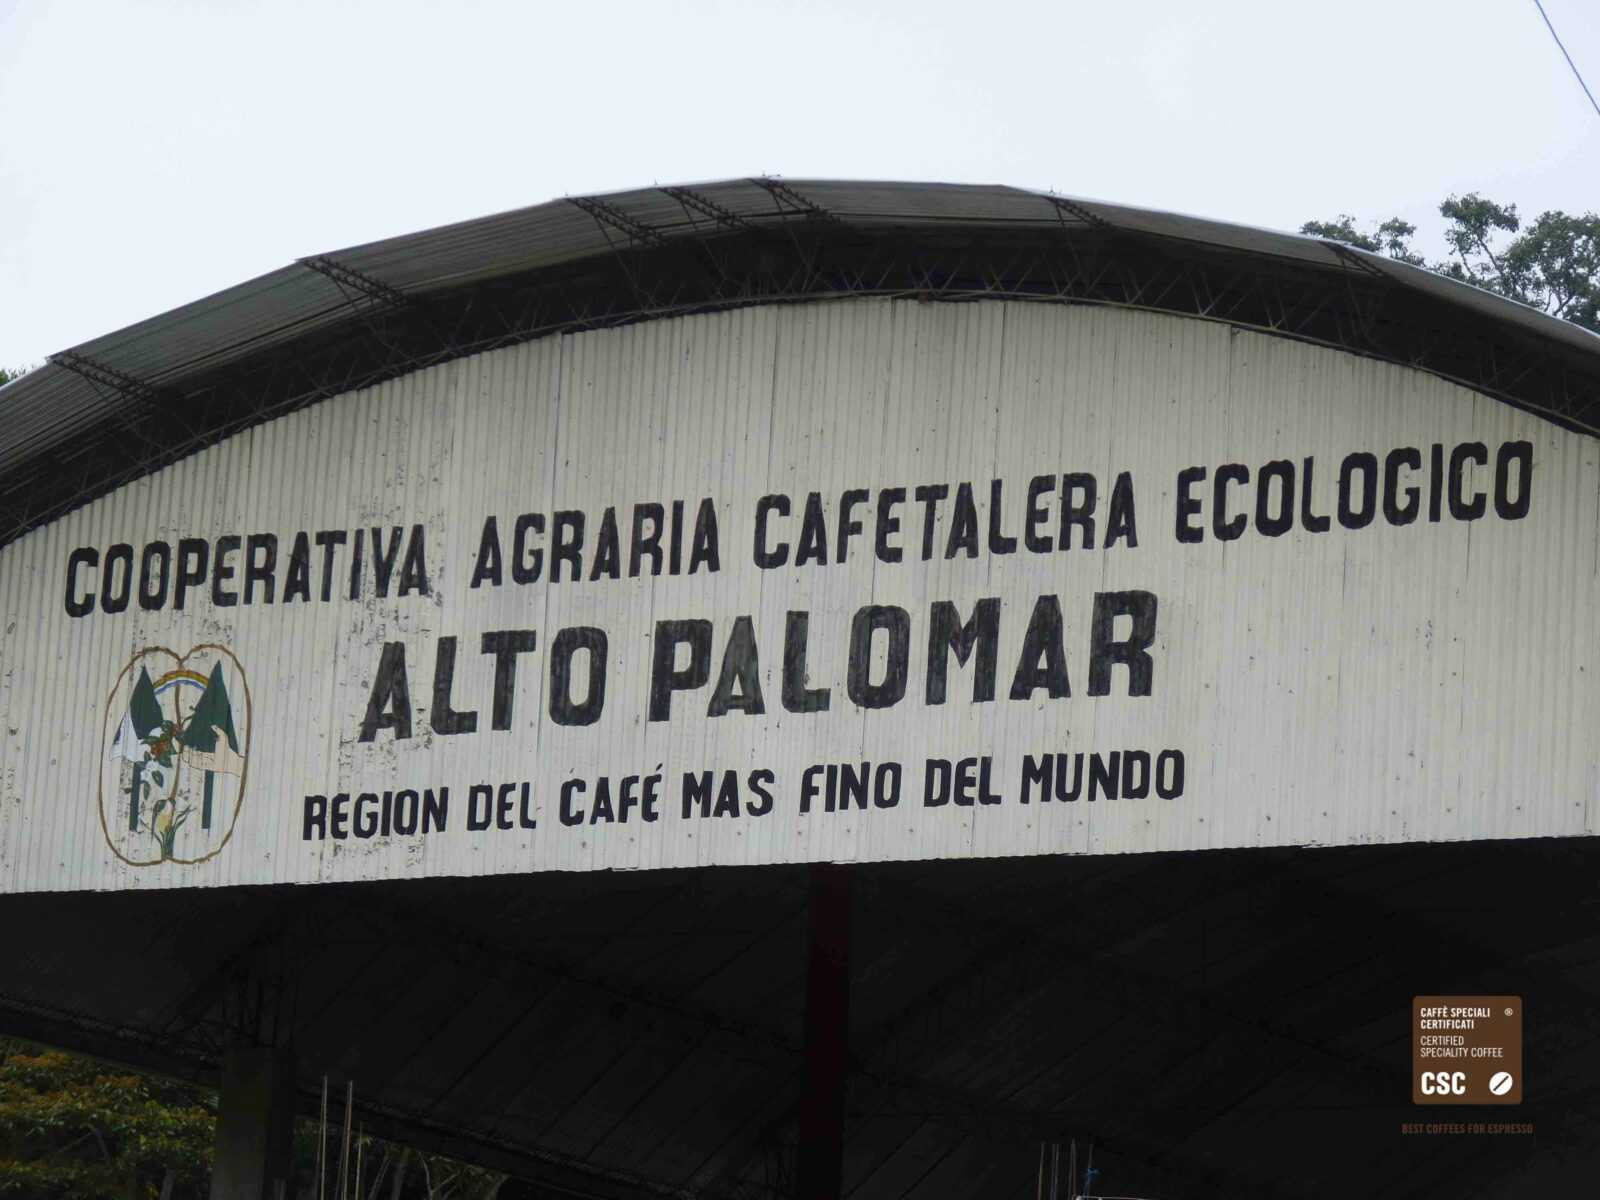 COOPERATIVA AGRARIA CAFETALERA ECOLOGICO
ALTO PALOMAR
REGION DEL CAFÉ MAS FINO DEL MUNDO
CAFFÈ SPECIALI ®
CERTIFICATI
CERTIFIED
SPECIALITY COFFEE
CSC
BEST COFFEES FOR ESPRESSO